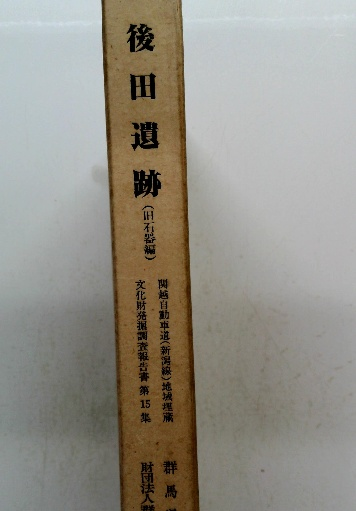 後田遺跡
(旧石器編)
関越自動車道(新潟線)地域埋蔵
文化財発掘調査報告書 第15集
群馬
財団法人群